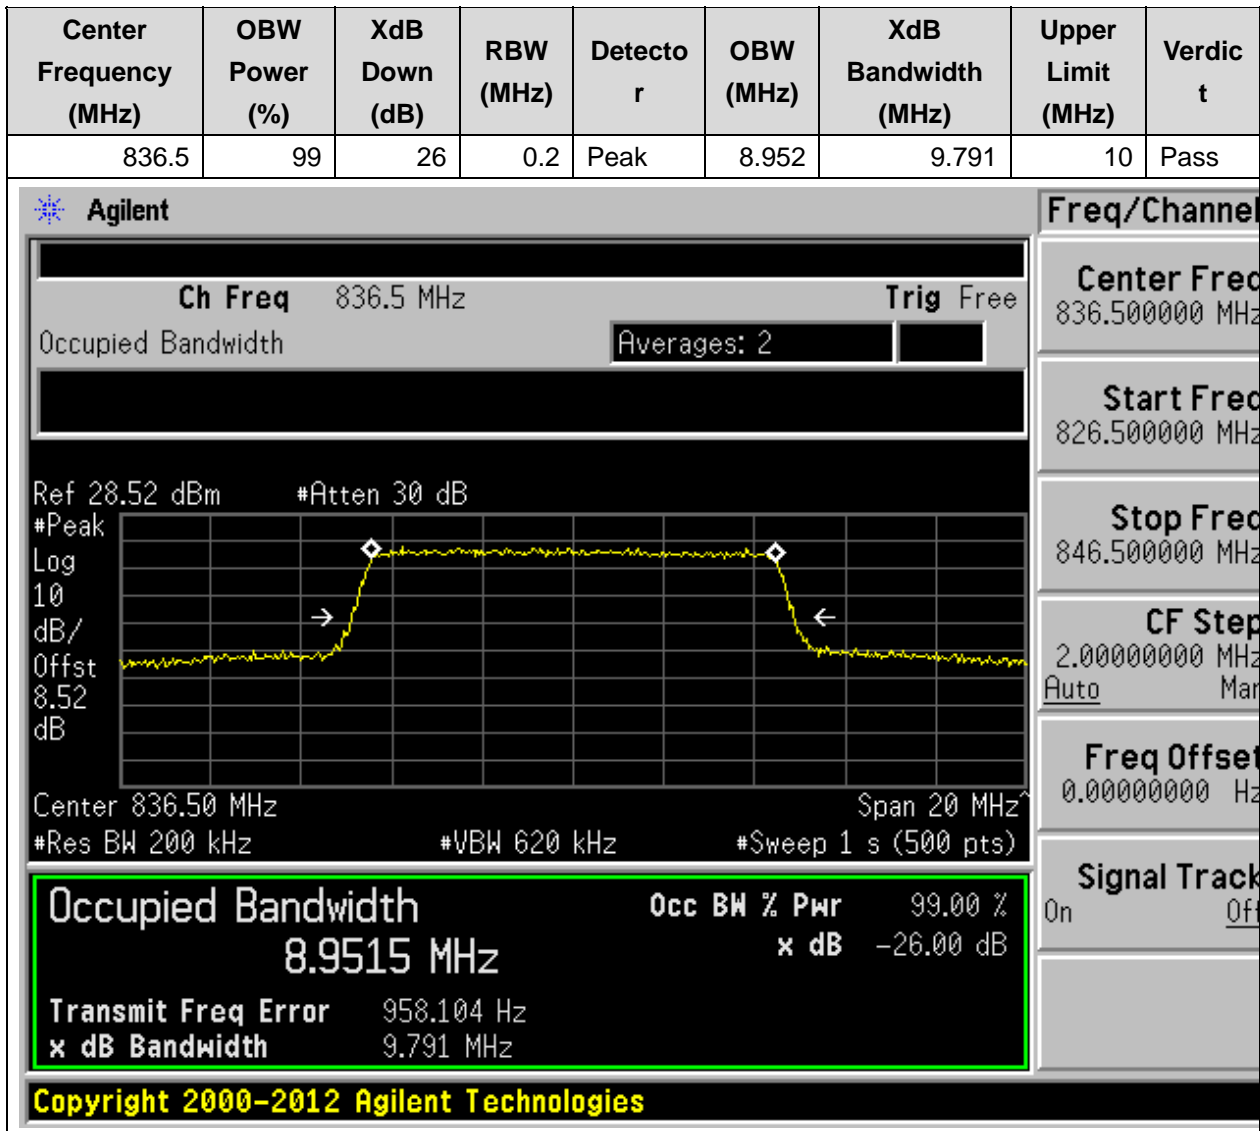 Center Frequency (MHz) OBW Power (%) XdB Down (dB) RBW (MHz) Detector OBW (MHz) XdB Bandwidth (MHz) Upper Limit (MHz) Verdict
836.5 99 26 0.2 Peak 8.952 9.791 10 Pass
Agilent
Freq/Channel
Ch Freq 836.5 MHz Trig Free
Occupied Bandwidth Averages: 2
Center Freq
836.500000 MHz
Start Freq
826.500000 MHz
Stop Freq
846.500000 MHz
CF Step
2.00000000 MHz
Auto Man
Freq Offset
0.00000000 Hz
Signal Track
On Off
Ref 28.52 dBm #Atten 30 dB
#Peak
Log
10
dB/
Offst
8.52
dB
Center 836.50 MHz Span 20 MHz^
#Res BW 200 kHz #VBW 620 kHz #Sweep 1 s (500 pts)
Occupied Bandwidth Occ BW % Pwr 99.00 %
8.9515 MHz x dB -26.00 dB
Transmit Freq Error 958.104 Hz
x dB Bandwidth 9.791 MHz
Copyright 2000-2012 Agilent Technologies